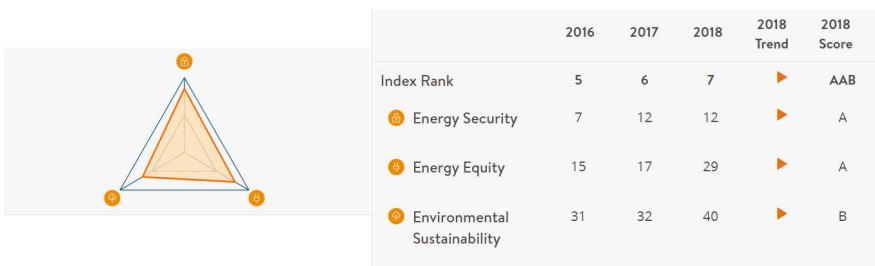 2016 2017 2018 2018 Trend 2018 Score
Index Rank 5 6 7 AAB
Energy Security 7 12 12 A
Energy Equity 15 17 29 A
Environmental Sustainability 31 32 40 B